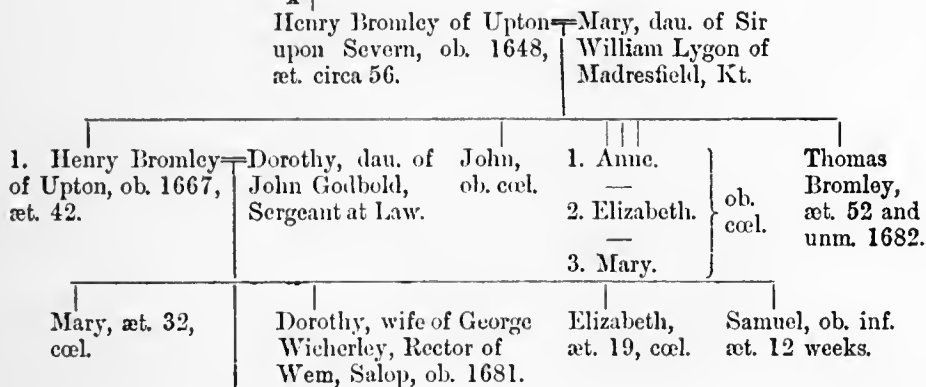 Henry Bromley of Upton=Mary, dau. of Sir
upon Severn, ob. 1648, William Lygon of
æt. circa 56. Madresfield, Kt.
1. Henry Bromley=Dorothy, dau. of
of Upton, ob. 1667, John Godbold,
æt. 42. Sergeant at Law.
John,
ob. cœl.
1. Anne.
—
2. Elizabeth.
—
3. Mary.
ob.
cœl.
Thomas
Bromley,
æt. 52 and
unm. 1682.
Mary, æt. 32,
cœl.
Dorothy, wife of George
Wicherley, Rector of
Wem, Salop, ob. 1681.
Elizabeth,
æt. 19, cœl.
Samuel, ob. inf.
æt. 12 weeks.